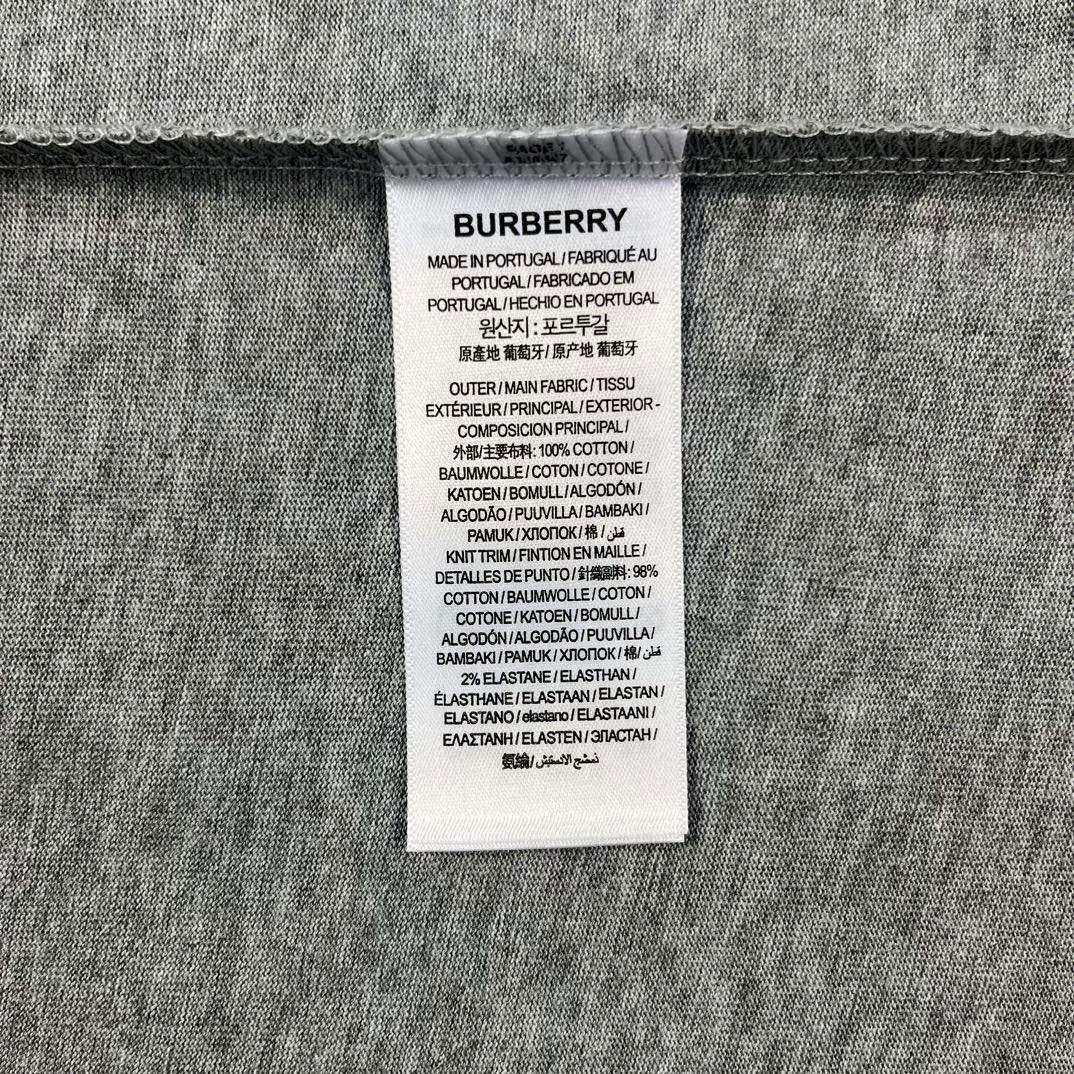 BURBERRY
MADE IN PORTUGAL / FABRIQUÉ AU
PORTUGAL / FABRICADO EM
PORTUGAL / HECHIO EN PORTUGAL
원산지 : 포르투갈
原產地 葡萄牙 / 原产地 葡萄牙
OUTER / MAIN FABRIC / TISSU
EXTÉRIEUR / PRINCIPAL / EXTERIOR -
COMPOSICION PRINCIPAL /
外部/主要布料: 100% COTTON /
BAUMWOLLE / COTON / COTONE /
KATOEN / BOMULL / ALGODÓN /
ALGODÃO / PUUVILLA / BAMBAKI /
PAMUK / ХЛОПОК / 棉 / قطن
KNIT TRIM / FINTION EN MAILLE /
DETALLES DE PUNTO / 針織副料: 98%
COTTON / BAUMWOLLE / COTON /
COTONE / KATOEN / BOMULL /
ALGODÓN / ALGODÃO / PUUVILLA /
BAMBAKI / PAMUK / ХЛОПОК / 棉/ قطن
2% ELASTANE / ELASTHAN /
ÉLASTHANE / ELASTAAN / ELASTAN /
ELASTANO / elastano / ELASTAANI /
ΕΛΑΣΤΑΝΗ / ELASTEN / ЭЛАСТАН /
氨綸/